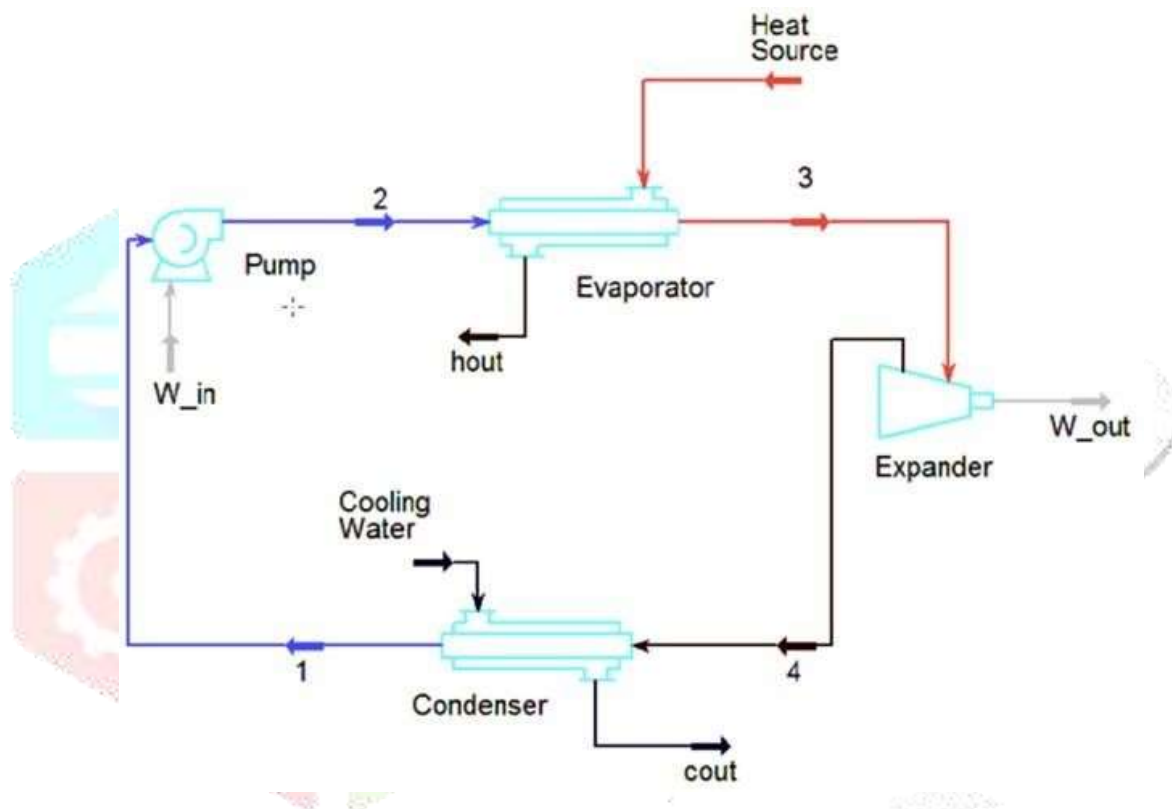 Heat
Source
3
2
Pump
Evaporator
hout
W_in
W_out
Expander
Cooling
Water
1
4
Condenser
cout